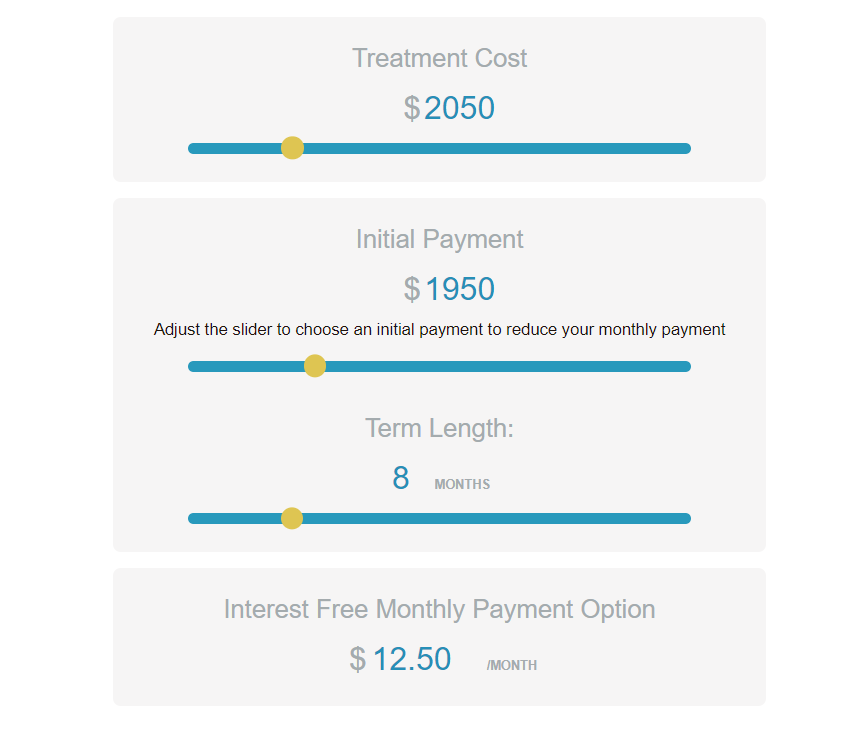 Treatment Cost
$2050
Initial Payment
$1950
Adjust the slider to choose an initial payment to reduce your monthly payment
Term Length:
8 MONTHS
Interest Free Monthly Payment Option
$ 12.50 /MONTH